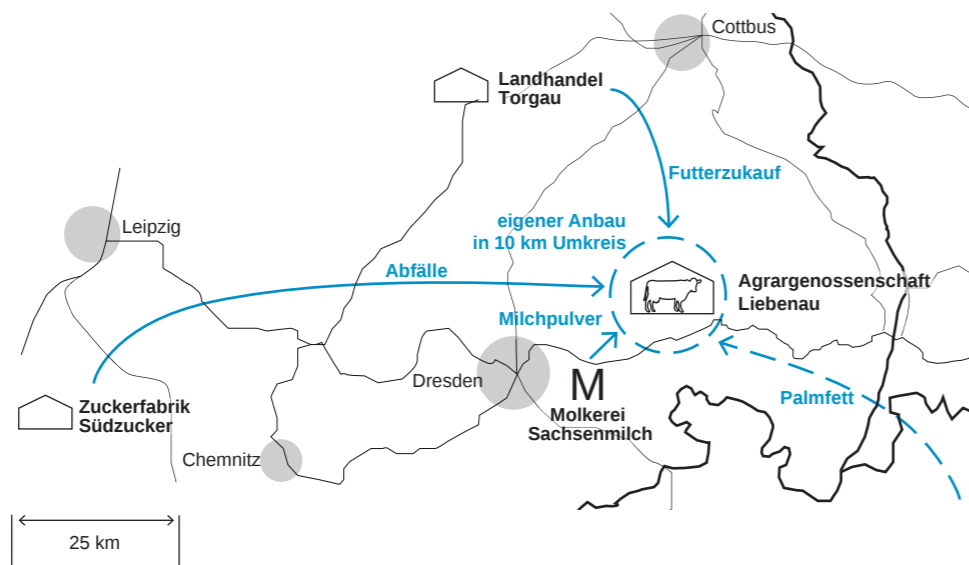 Cottbus
Landhandel
Torgau
Futterzukauf
Leipzig
eigener Anbau
in 10 km Umkreis
Abfälle
Agrargenossenschaft
Liebenau
Milchpulver
Dresden
M
Palmfett
Zuckerfabrik
Südzucker
Molkerei
Sachsenmilch
Chemnitz
25 km